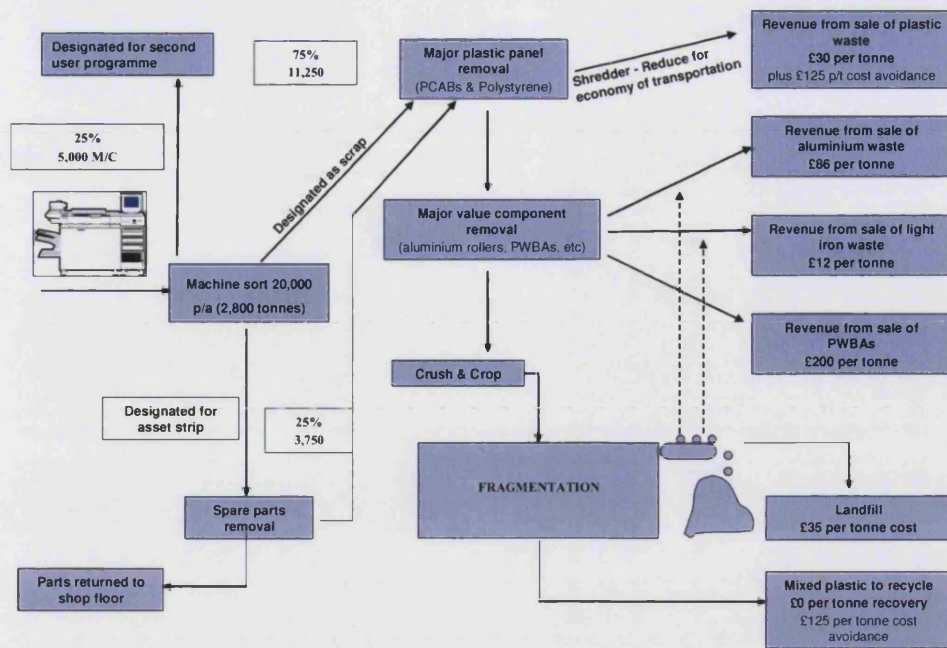 Designated for second
user programme
75%
11,250
Major plastic panel
removal
(PCABs & Polystyrene)
Shredder - Reduce for
economy of transportation
Revenue from sale of plastic
waste
£30 per tonne
plus £125 p/t cost avoidance
25%
5,000 M/C
Designated as scrap
Revenue from sale of
aluminium waste
£86 per tonne
Major value component
removal
(aluminium rollers, PWBAs, etc)
Revenue from sale of light
iron waste
£12 per tonne
Machine sort 20,000
p/a (2,800 tonnes)
Revenue from sale of
PWBAs
£200 per tonne
Crush & Crop
Designated for
asset strip
25%
3,750
FRAGMENTATION
Spare parts
removal
Landfill
£35 per tonne cost
Parts returned to
shop floor
Mixed plastic to recycle
£0 per tonne recovery
£125 per tonne cost
avoidance